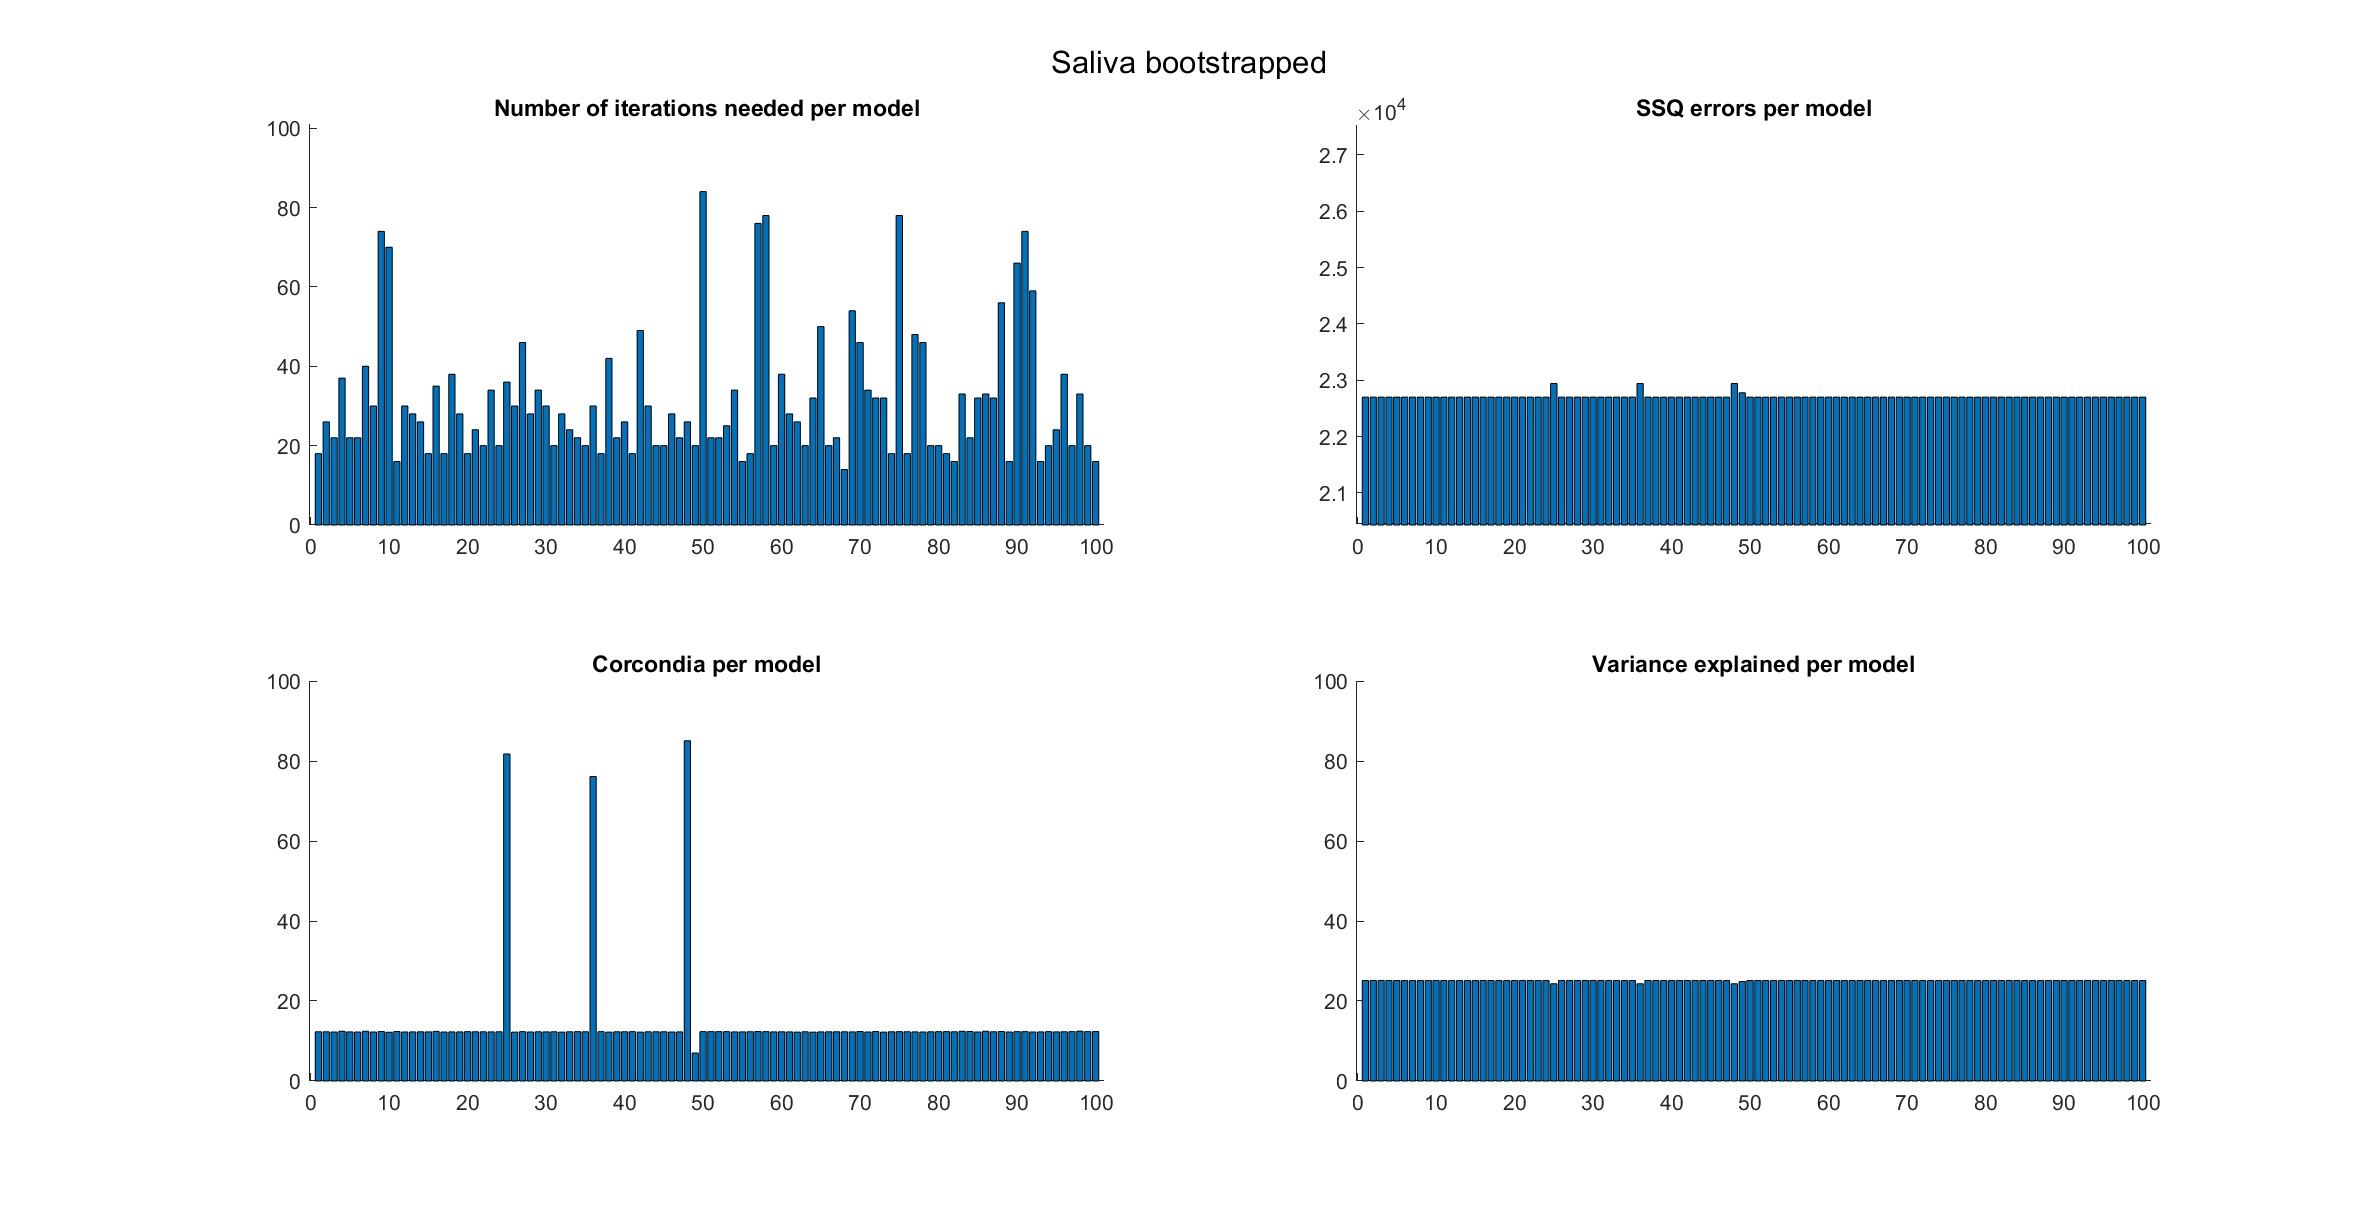 Saliva bootstrapped
Number of iterations needed per model
100
80
60
40
20
0
0 10 20 30 40 50 60 70 80 90 100
SSQ errors per model
×10⁴
2.7
2.6
2.5
2.4
2.3
2.2
2.1
0 10 20 30 40 50 60 70 80 90 100
Corcondia per model
100
80
60
40
20
0
0 10 20 30 40 50 60 70 80 90 100
Variance explained per model
100
80
60
40
20
0
0 10 20 30 40 50 60 70 80 90 100